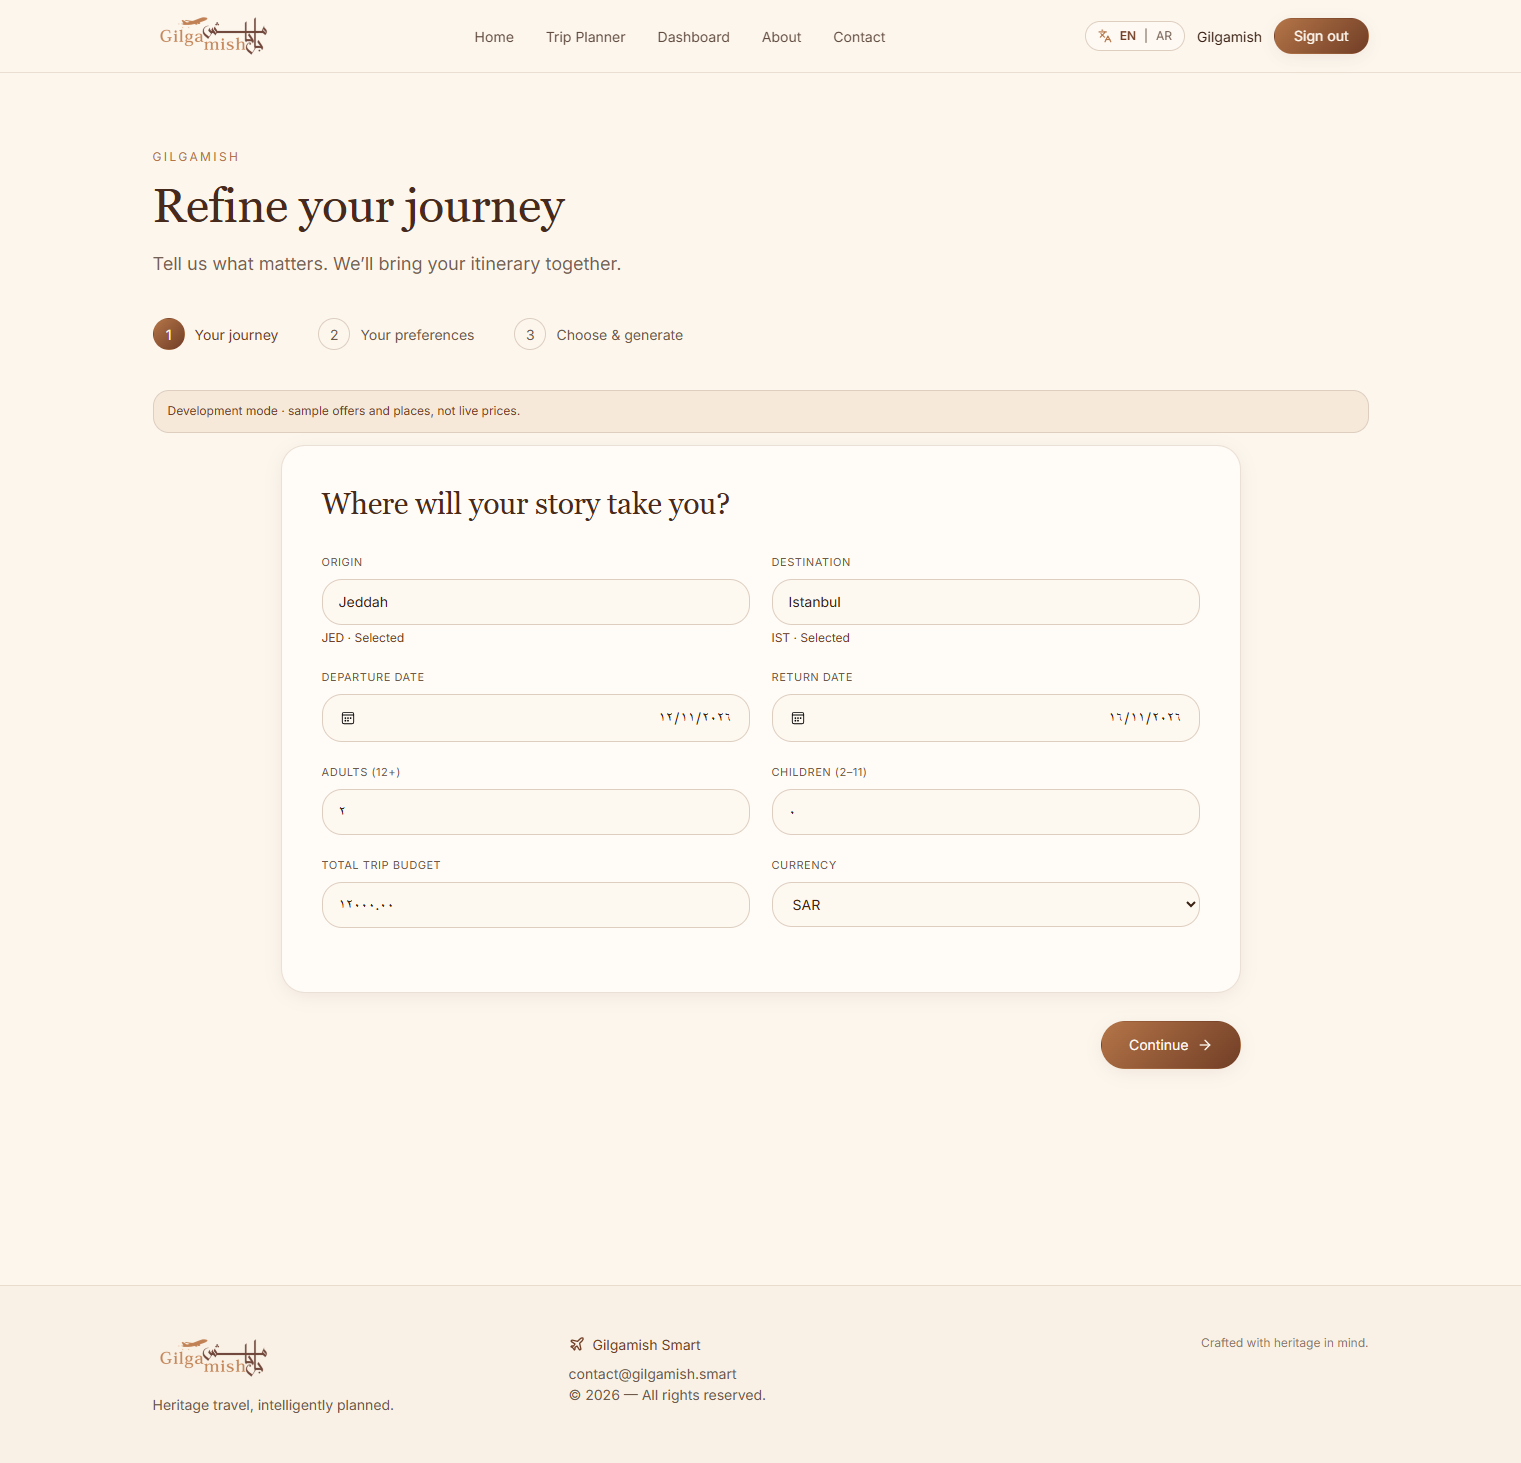 Gilgamish جلجامش
Home
Trip Planner
Dashboard
About
Contact
EN | AR
Gilgamish
Sign out
GILGAMISH
Refine your journey
Tell us what matters. We’ll bring your itinerary together.
1 Your journey
2 Your preferences
3 Choose & generate
Development mode · sample offers and places, not live prices.
Where will your story take you?
ORIGIN
Jeddah
JED · Selected
DESTINATION
Istanbul
IST · Selected
DEPARTURE DATE
١٢/١١/٢٠٢٦
RETURN DATE
١٦/١١/٢٠٢٦
ADULTS (12+)
٢
CHILDREN (2–11)
٠
TOTAL TRIP BUDGET
١٢٠٠٠.٠٠
CURRENCY
SAR
Continue
Gilgamish جلجامش
Heritage travel, intelligently planned.
Gilgamish Smart
contact@gilgamish.smart
© 2026 — All rights reserved.
Crafted with heritage in mind.